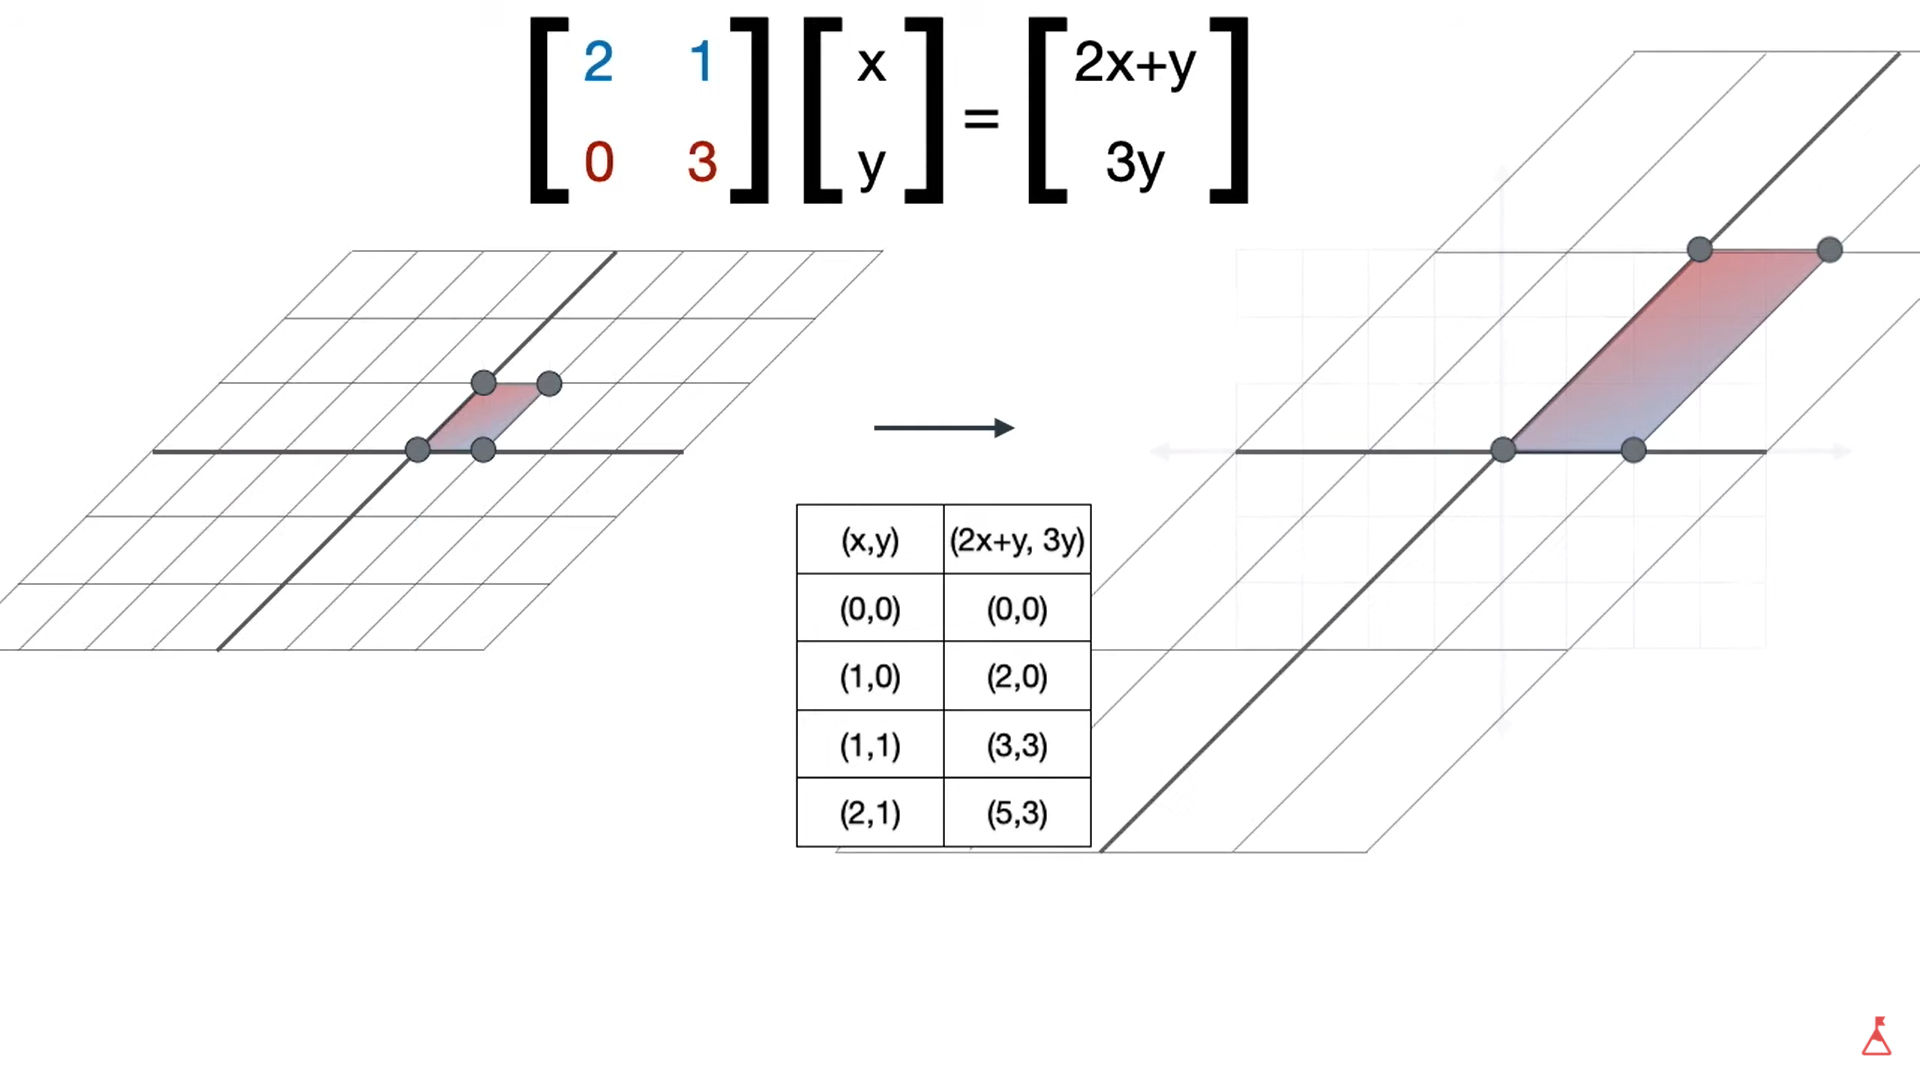 2 1 x = 2x+y
0 3 y 3y
(x,y) (2x+y, 3y)
(0,0) (0,0)
(1,0) (2,0)
(1,1) (3,3)
(2,1) (5,3)